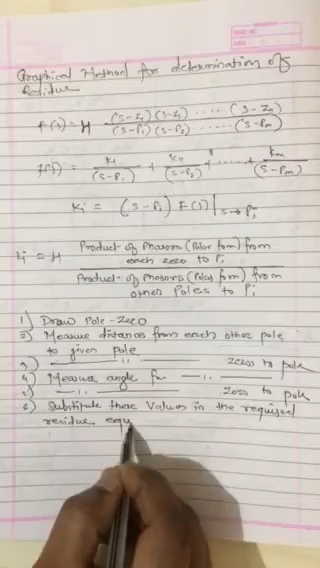 Graphical Method for determination of
Residue
F(s) = H (s-z1)(s-z2) ..... (s-zn) / (s-P1)(s-P2) ..... (s-Pm)
F(s) = K1/(s-P1) + K2/(s-P2) + ...... + Km/(s-Pm)
Ki = (s-Pi) F(s)|s→Pi
Ki = H Product of Phasors (Polar form) from each zero to Pi / Product of Phasors (Polar form) from other Poles to Pi
1) Draw Pole-Zero
2) Measure distances from each other pole
to given pole
3) —— ,, —— zeros to pole
4) Measure angle fm —,,—
5) —— ,, —— zero to pole
6) Substitute these Values in the required
residue equ